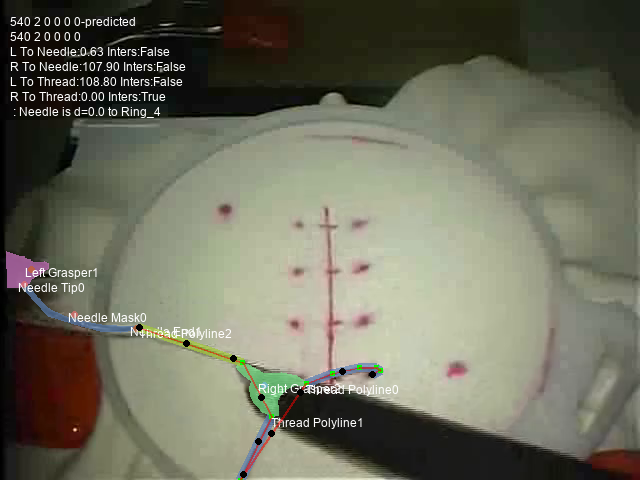 540 2 0 0 0 0-predicted
540 2 0 0 0 0
L To Needle:0.63 Inters:False
R To Needle:107.90 Inters:False
L To Thread:108.80 Inters:False
R To Thread:0.00 Inters:True
: Needle is d=0.0 to Ring_4
Left Grasper1
Needle Tip0
Needle Mask0
Thread Polyline2
Thread Polyline0
Thread Polyline1